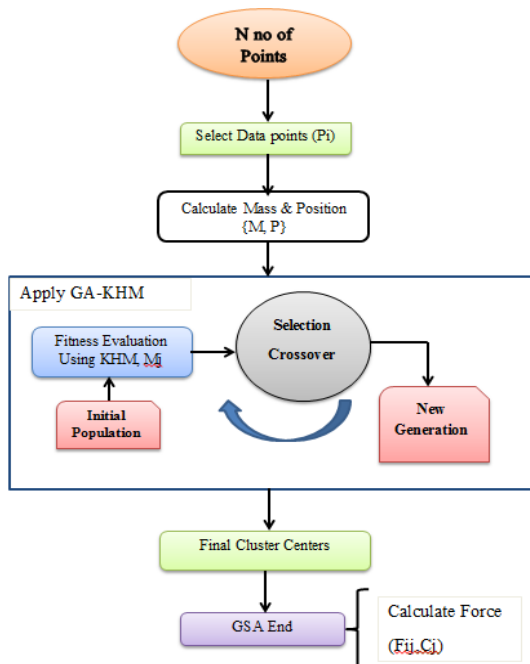 N no of
Points
Select Data points (Pi)
Calculate Mass & Position
{M, P}
Apply GA-KHM
Fitness Evaluation
Using KHM, Mj
Selection
Crossover
Initial
Population
New
Generation
Final Cluster Centers
GSA End
Calculate Force
(Fij,Cj)